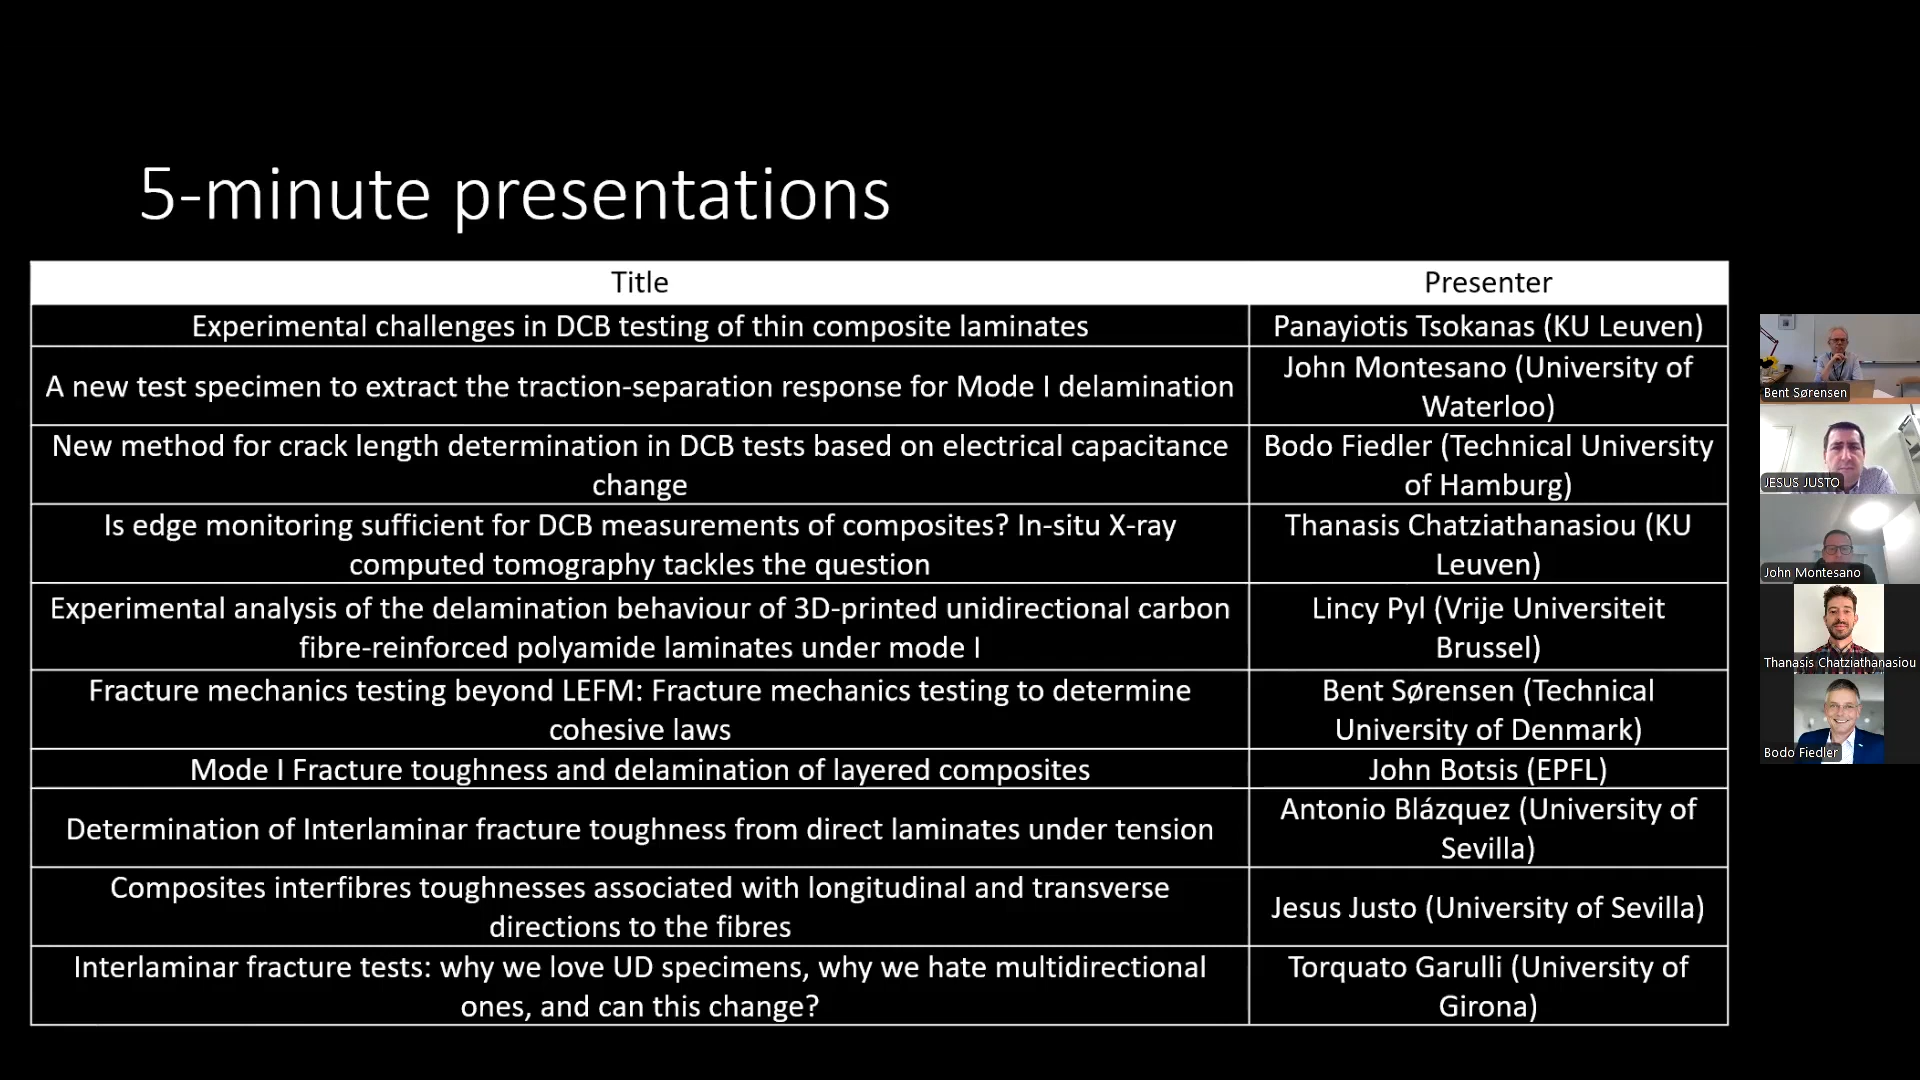 5-minute presentations
Title
Presenter
Experimental challenges in DCB testing of thin composite laminates
Panayiotis Tsokanas (KU Leuven)
A new test specimen to extract the traction-separation response for Mode I delamination
John Montesano (University of
Waterloo)
New method for crack length determination in DCB tests based on electrical capacitance
change
Bodo Fiedler (Technical University
of Hamburg)
Is edge monitoring sufficient for DCB measurements of composites? In-situ X-ray
computed tomography tackles the question
Thanasis Chatziathanasiou (KU
Leuven)
Experimental analysis of the delamination behaviour of 3D-printed unidirectional carbon
fibre-reinforced polyamide laminates under mode I
Lincy Pyl (Vrije Universiteit
Brussel)
Fracture mechanics testing beyond LEFM: Fracture mechanics testing to determine
cohesive laws
Bent Sørensen (Technical
University of Denmark)
Mode I Fracture toughness and delamination of layered composites
John Botsis (EPFL)
Determination of Interlaminar fracture toughness from direct laminates under tension
Antonio Blázquez (University of
Sevilla)
Composites interfibres toughnesses associated with longitudinal and transverse
directions to the fibres
Jesus Justo (University of Sevilla)
Interlaminar fracture tests: why we love UD specimens, why we hate multidirectional
ones, and can this change?
Torquato Garulli (University of
Girona)
Bent Sørensen
JESUS JUSTO
John Montesano
Thanasis Chatziathanasiou
Bodo Fiedler